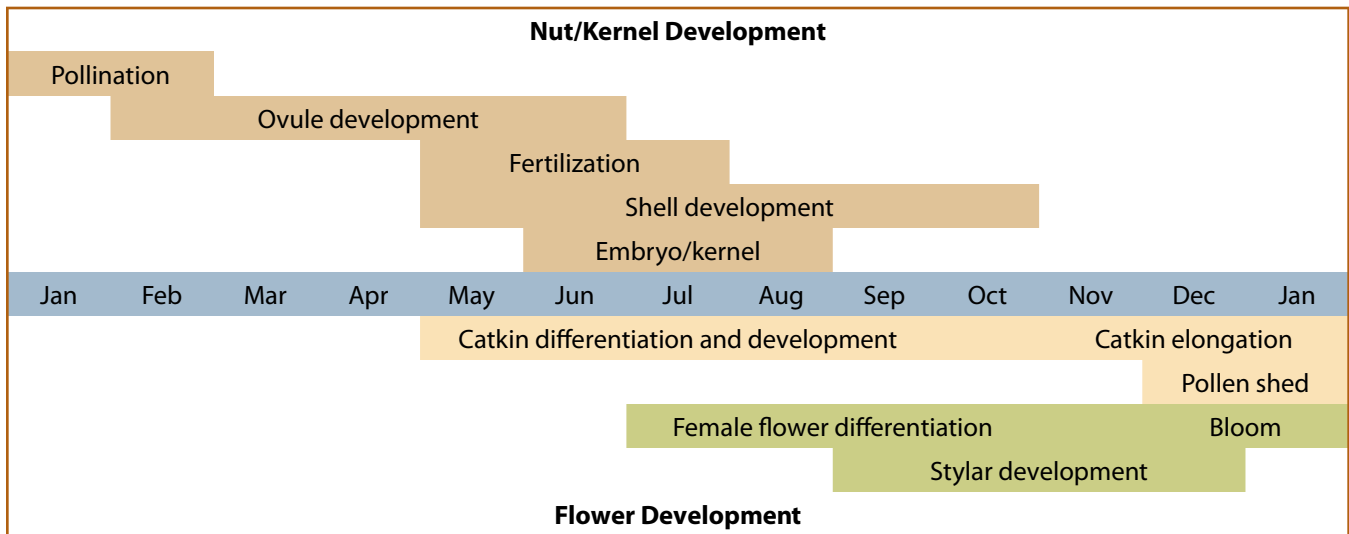 Nut/Kernel Development
Pollination
Ovule development
Fertilization
Shell development
Embryo/kernel
Jan Feb Mar Apr May Jun Jul Aug Sep Oct Nov Dec Jan
Catkin differentiation and development Catkin elongation
Pollen shed
Female flower differentiation Bloom
Stylar development
Flower Development